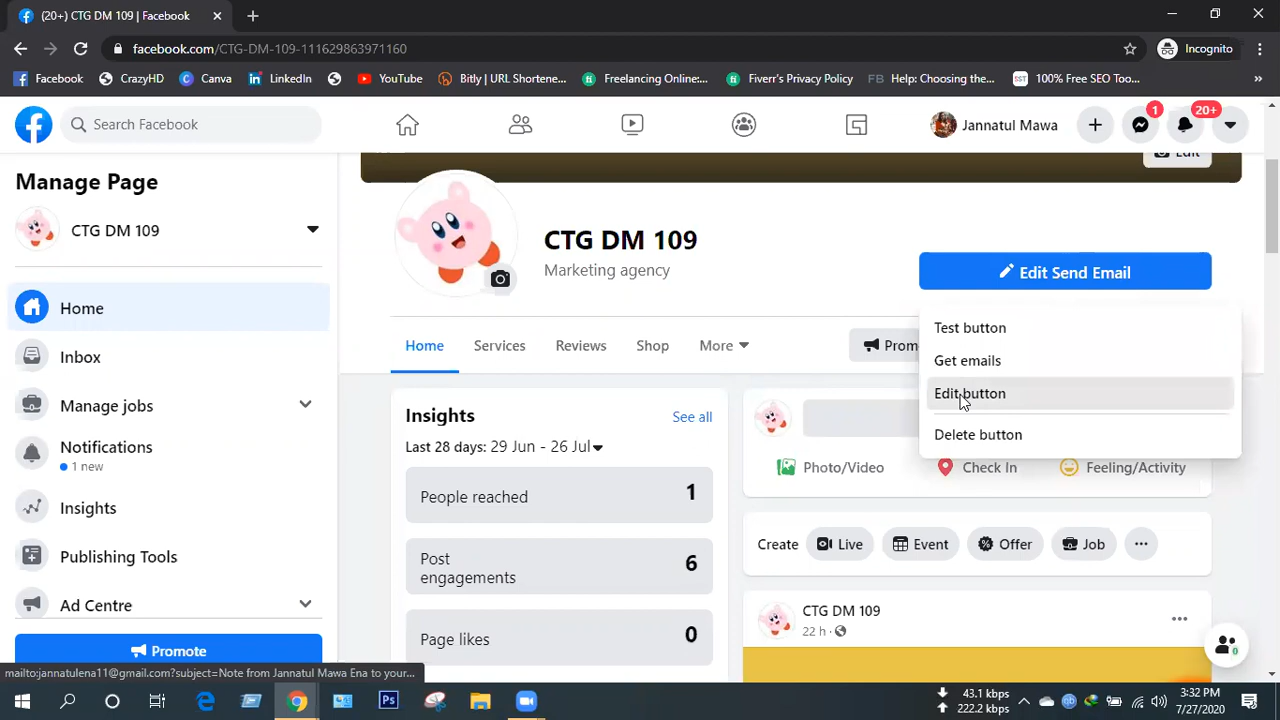 (20+) CTG DM 109 | Facebook
facebook.com/CTG-DM-109-111629863971160
Incognito
Facebook
CrazyHD
Canva
LinkedIn
YouTube
Bitly | URL Shortene...
Freelancing Online:...
Fiverr's Privacy Policy
FB Help: Choosing the...
SST 100% Free SEO Too...
Search Facebook
Jannatul Mawa
1
20+
Manage Page
CTG DM 109
Home
Inbox
Manage jobs
Notifications
1 new
Insights
Publishing Tools
Ad Centre
Promote
Edit
CTG DM 109
Marketing agency
Edit Send Email
Test button
Get emails
Edit button
Delete button
Home
Services
Reviews
Shop
More
Prom
Insights
See all
Last 28 days: 29 Jun - 26 Jul
People reached
1
Post
engagements
6
Page likes
0
Photo/Video
Check In
Feeling/Activity
Create
Live
Event
Offer
Job
CTG DM 109
22 h
0
mailto:jannatulena11@gmail.com?subject=Note from Jannatul Mawa Ena to your...
Ps
43.1 kbps
222.2 kbps
3:32 PM
7/27/2020